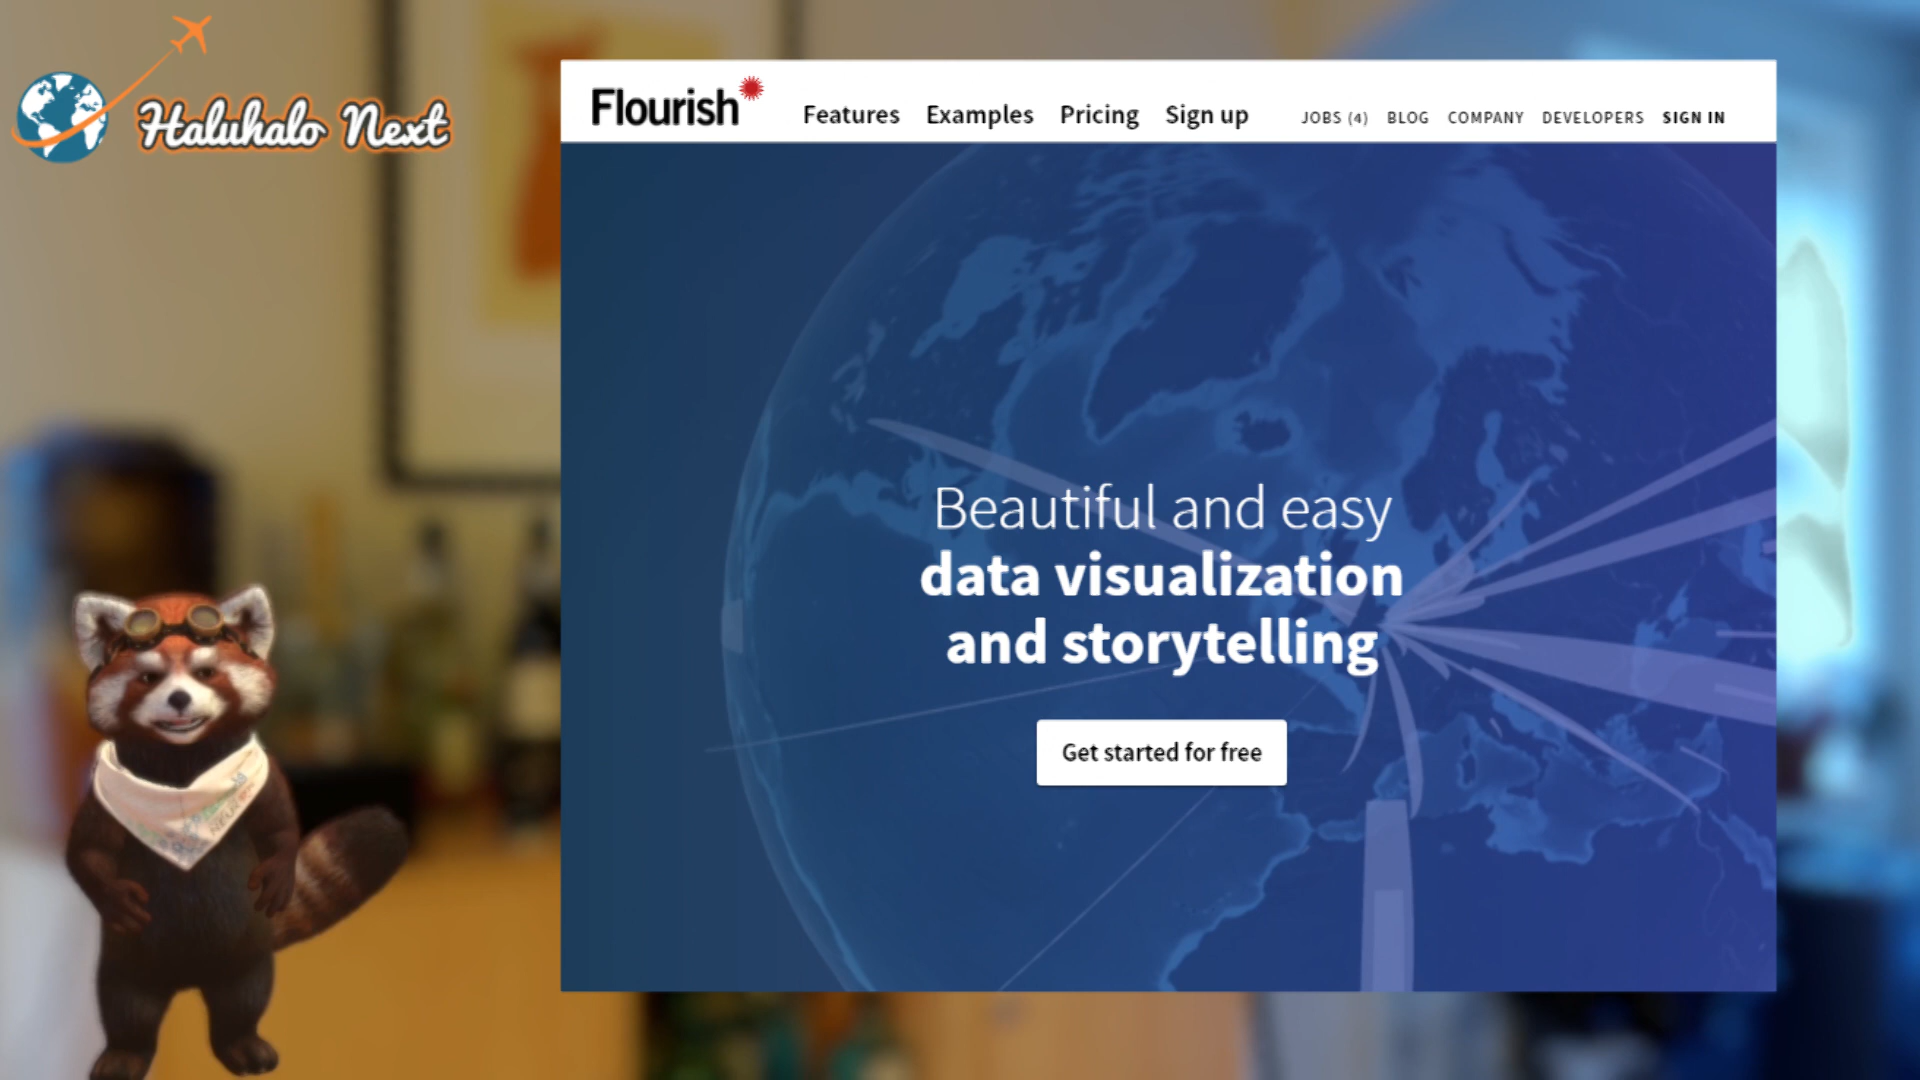 Haluhalo Next
Flourish
Features Examples Pricing Sign up JOBS (4) BLOG COMPANY DEVELOPERS SIGN IN
Beautiful and easy
data visualization
and storytelling
Get started for free